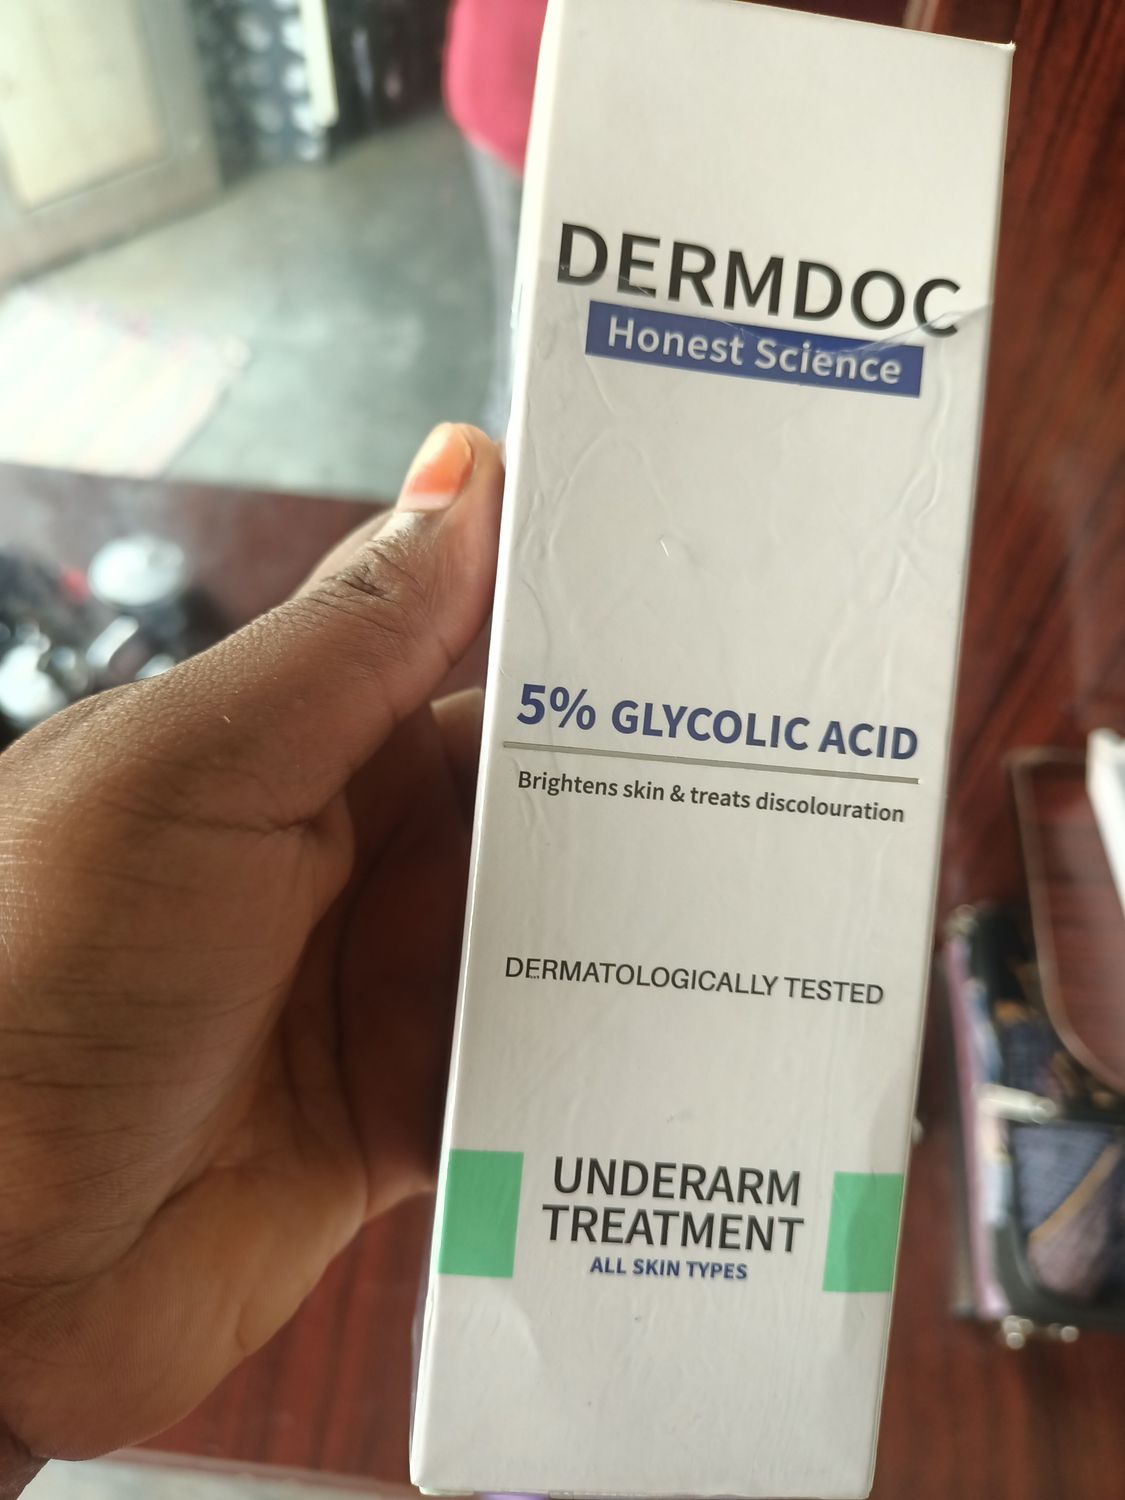 DERMDOC
Honest Science
5% GLYCOLIC ACID
Brightens skin & treats discolouration
DERMATOLOGICALLY TESTED
UNDERARM
TREATMENT
ALL SKIN TYPES